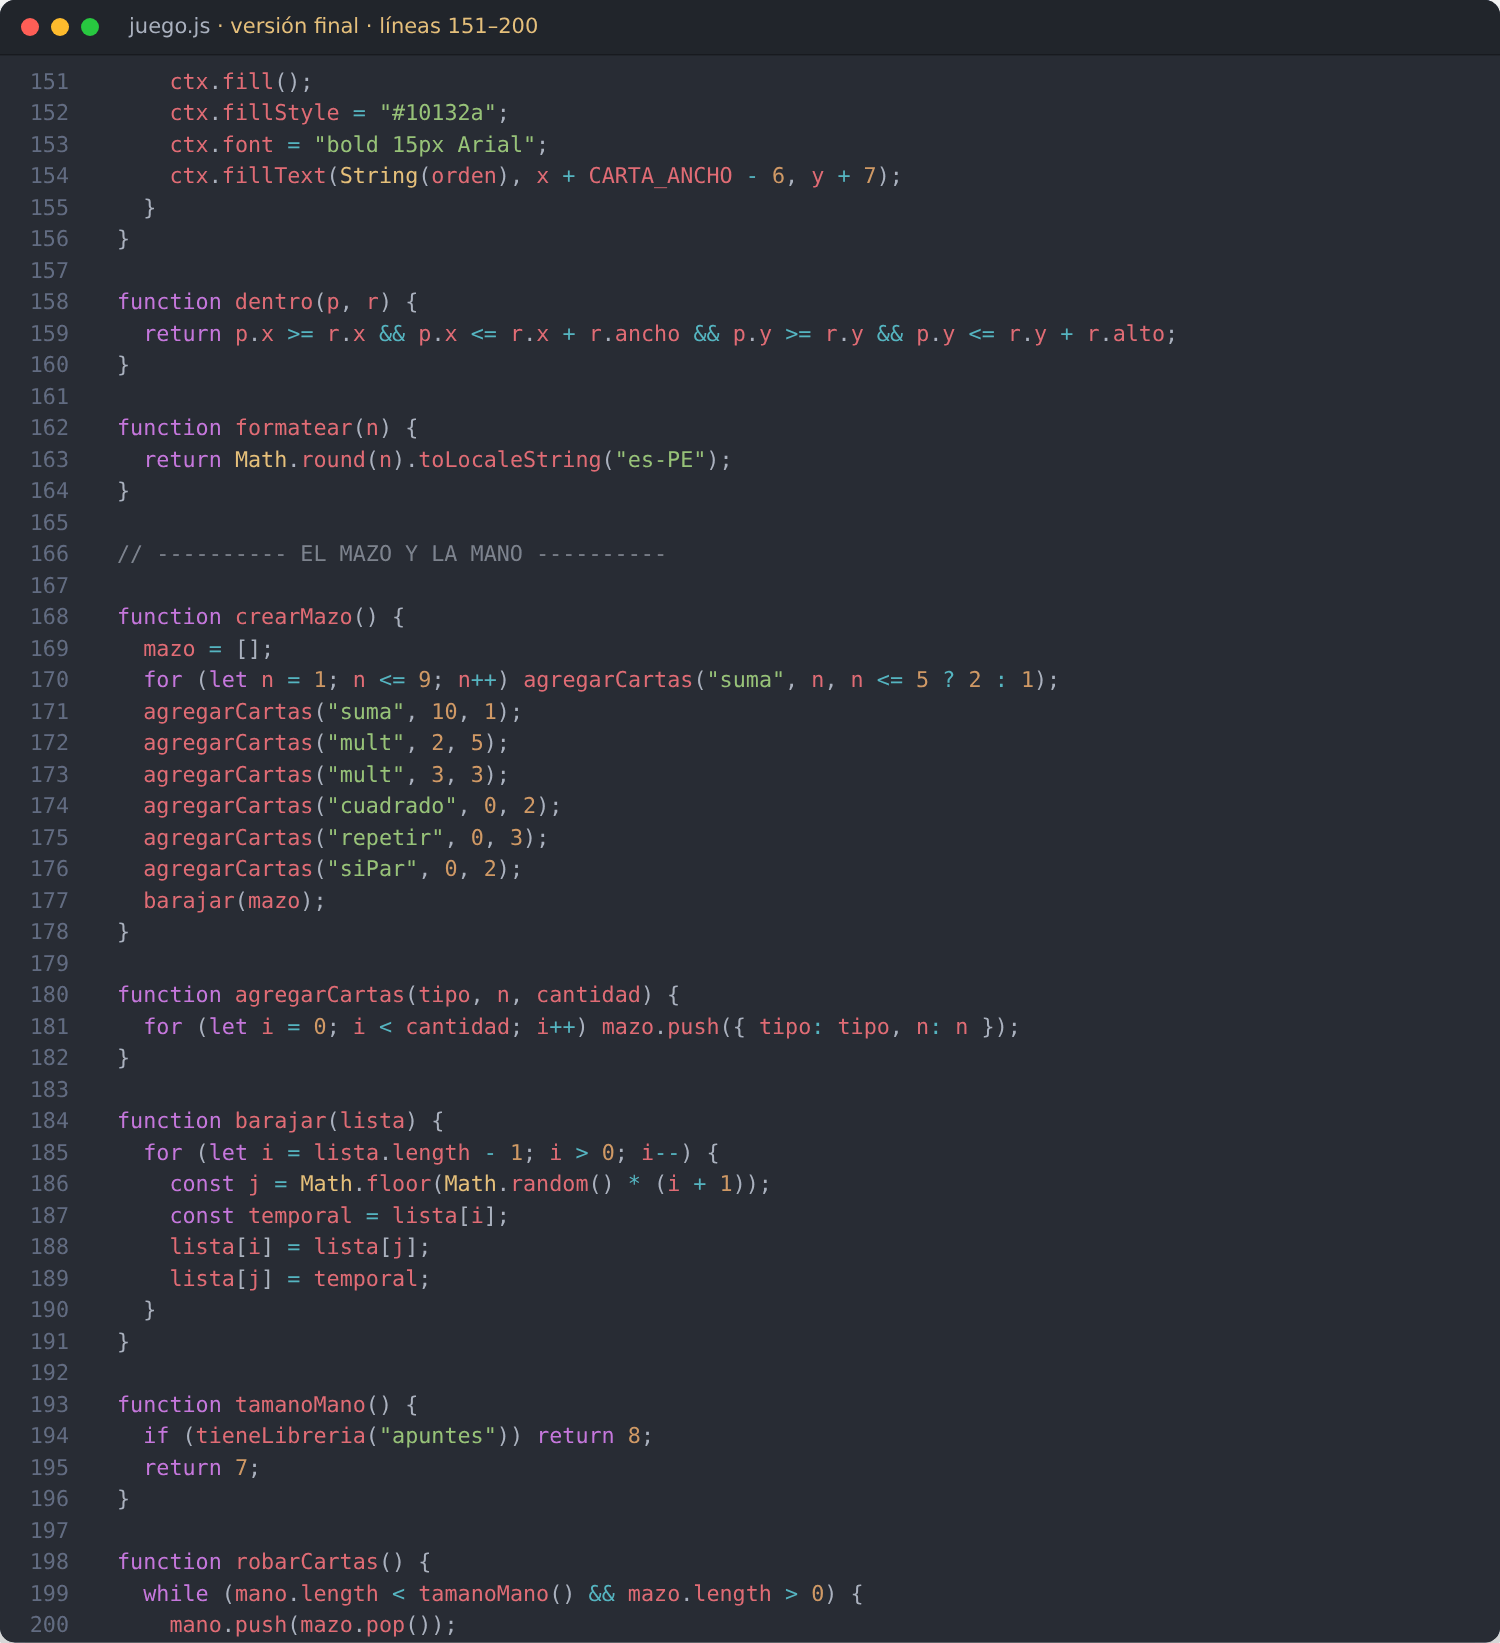 juego.js · versión final · líneas 151–200
151 ctx.fill();
152 ctx.fillStyle = "#10132a";
153 ctx.font = "bold 15px Arial";
154 ctx.fillText(String(orden), x + CARTA_ANCHO - 6, y + 7);
155 }
156 }
157
158 function dentro(p, r) {
159 return p.x >= r.x && p.x <= r.x + r.ancho && p.y >= r.y && p.y <= r.y + r.alto;
160 }
161
162 function formatear(n) {
163 return Math.round(n).toLocaleString("es-PE");
164 }
165
166 // ---------- EL MAZO Y LA MANO ----------
167
168 function crearMazo() {
169 mazo = [];
170 for (let n = 1; n <= 9; n++) agregarCartas("suma", n, n <= 5 ? 2 : 1);
171 agregarCartas("suma", 10, 1);
172 agregarCartas("mult", 2, 5);
173 agregarCartas("mult", 3, 3);
174 agregarCartas("cuadrado", 0, 2);
175 agregarCartas("repetir", 0, 3);
176 agregarCartas("siPar", 0, 2);
177 barajar(mazo);
178 }
179
180 function agregarCartas(tipo, n, cantidad) {
181 for (let i = 0; i < cantidad; i++) mazo.push({ tipo: tipo, n: n });
182 }
183
184 function barajar(lista) {
185 for (let i = lista.length - 1; i > 0; i--) {
186 const j = Math.floor(Math.random() * (i + 1));
187 const temporal = lista[i];
188 lista[i] = lista[j];
189 lista[j] = temporal;
190 }
191 }
192
193 function tamanoMano() {
194 if (tieneLibreria("apuntes")) return 8;
195 return 7;
196 }
197
198 function robarCartas() {
199 while (mano.length < tamanoMano() && mazo.length > 0) {
200 mano.push(mazo.pop());